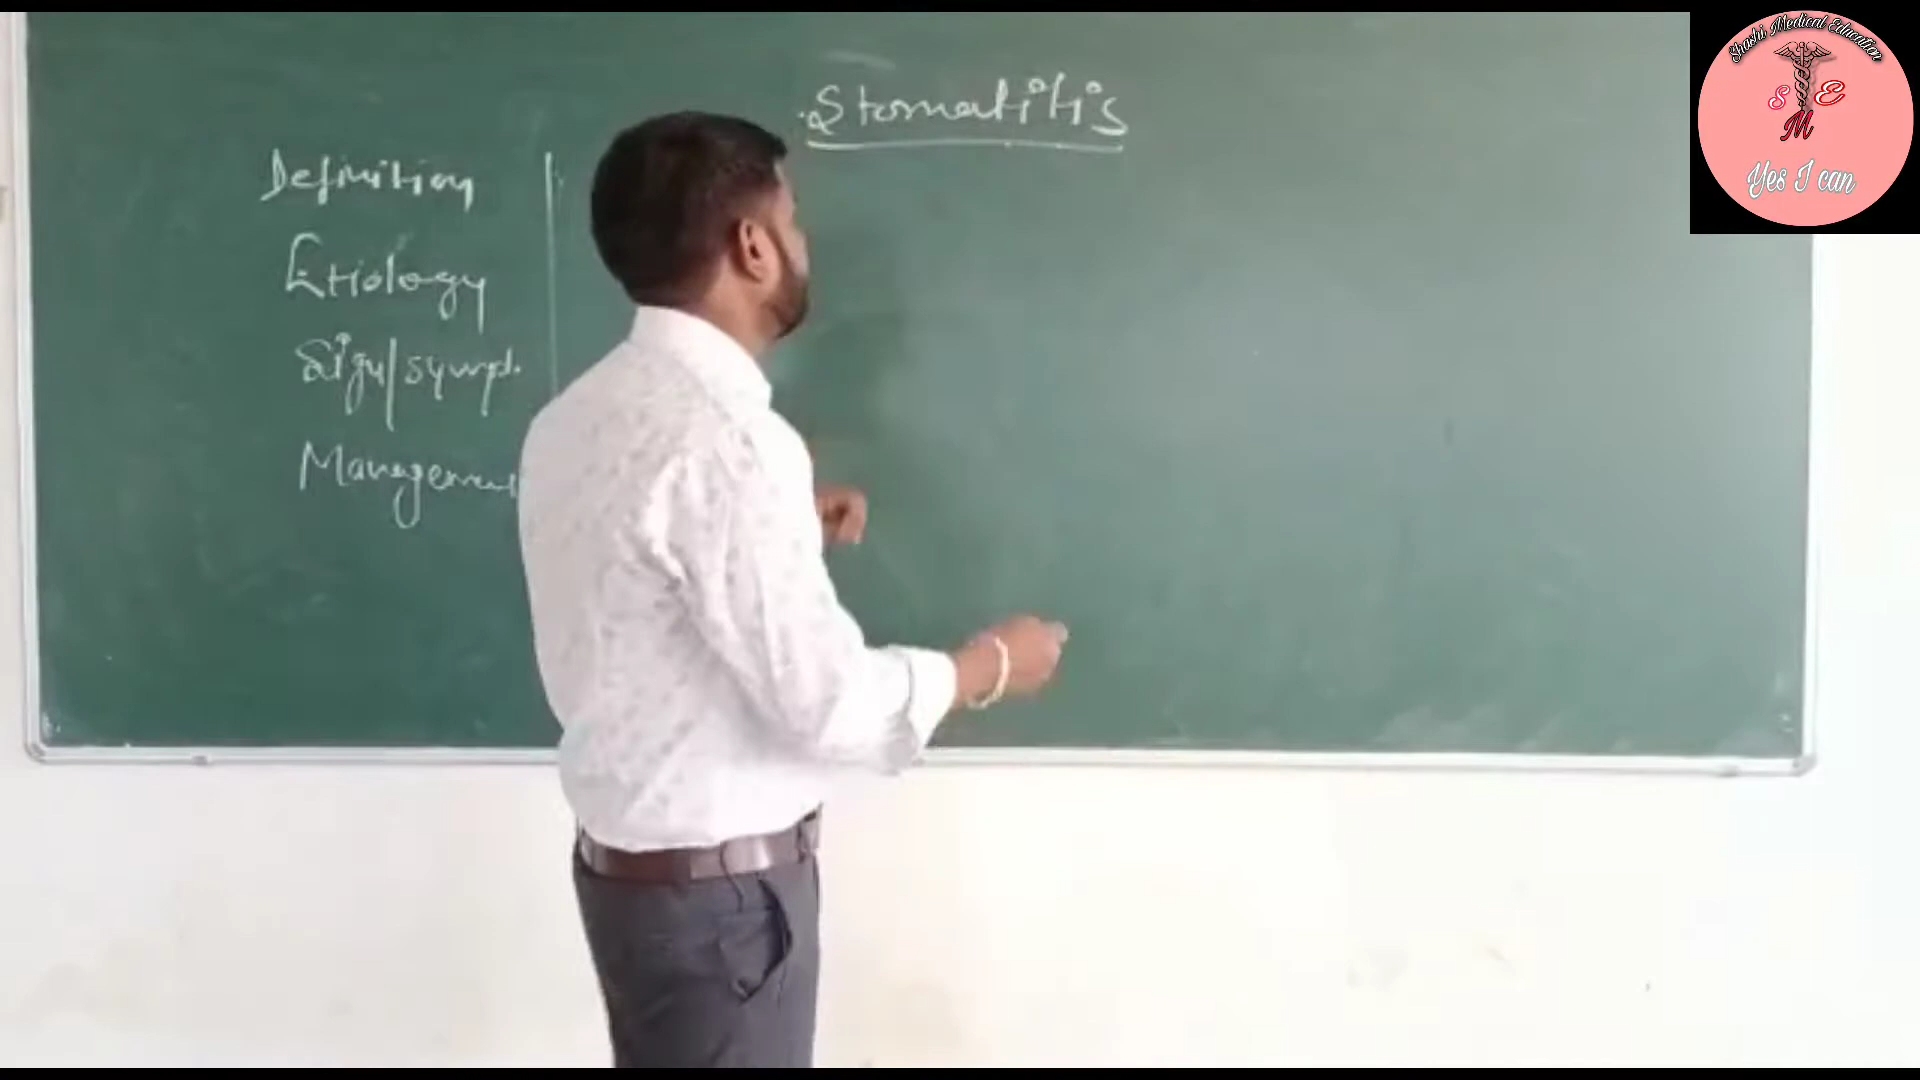 Stomatitis
Definition
Etiology
Sign/symp.
Management
Shashi Medical Education
S E
M
Yes I can